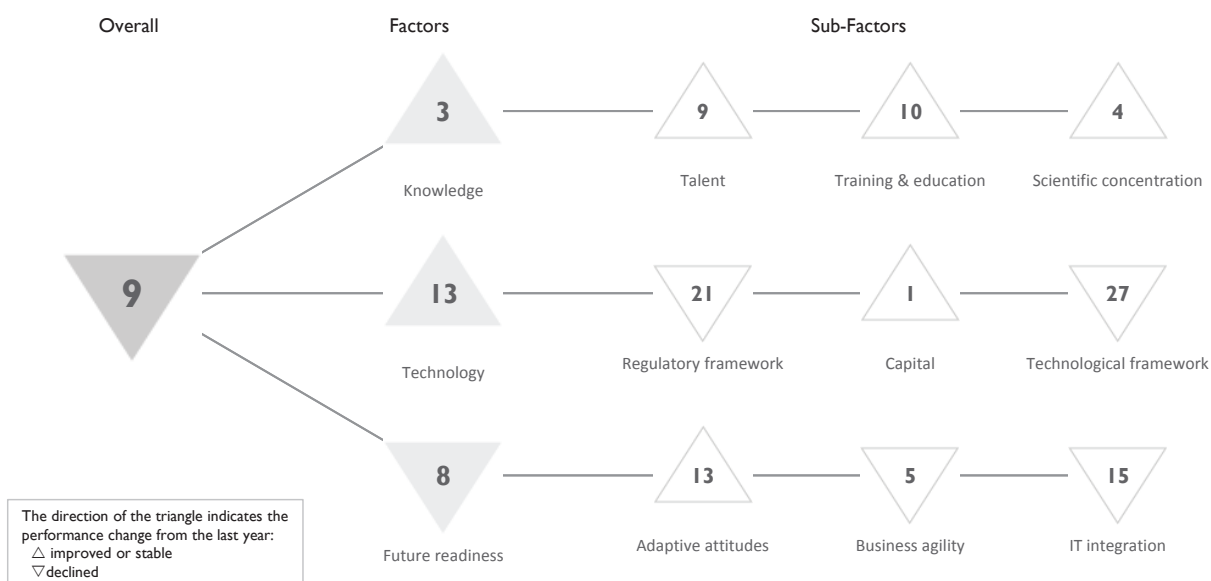 Overall Factors Sub-Factors
3 9 10 4
Knowledge Talent Training & education Scientific concentration
9
13 21 1 27
Technology Regulatory framework Capital Technological framework
8 13 5 15
Future readiness Adaptive attitudes Business agility IT integration
The direction of the triangle indicates the
performance change from the last year:
△ improved or stable
▽ declined